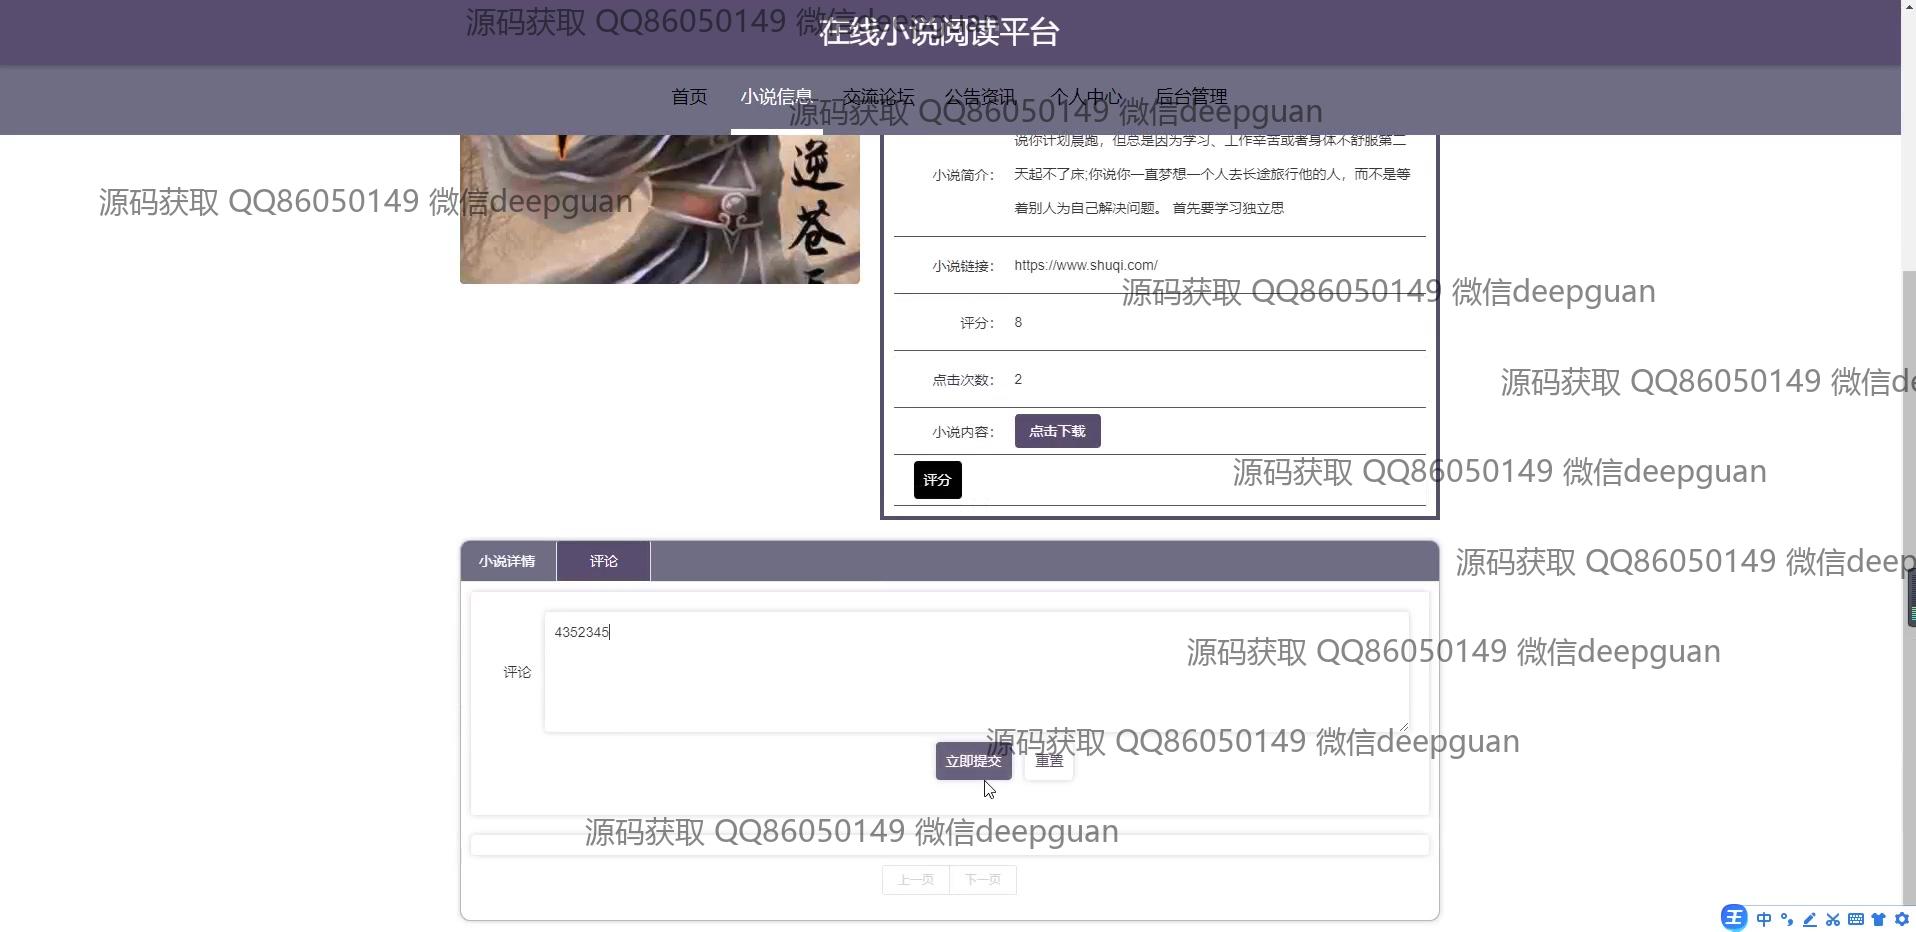 源码获取 QQ86050149 微信deepguan
在线小说阅读平台
首页 小说信息 交流论坛 公告资讯 个人中心 后台管理
源码获取 QQ86050149 微信deepguan
说你计划晨跑，但总是因为学习、工作辛苦或者身体不舒服第二
小说简介： 天起不了床;你说你一直梦想一个人去长途旅行他的人，而不是等
着别人为自己解决问题。 首先要学习独立思
逆苍
源码获取 QQ86050149 微信deepguan
小说链接： https://www.shuqi.com/
源码获取 QQ86050149 微信deepguan
评分： 8
点击次数： 2
源码获取 QQ86050149 微信de
小说内容： 点击下载
评分
源码获取 QQ86050149 微信deepguan
小说详情 评论
源码获取 QQ86050149 微信deep
4352345
评论
源码获取 QQ86050149 微信deepguan
源码获取 QQ86050149 微信deepguan
立即提交 重置
源码获取 QQ86050149 微信deepguan
上一页 下一页
王 中